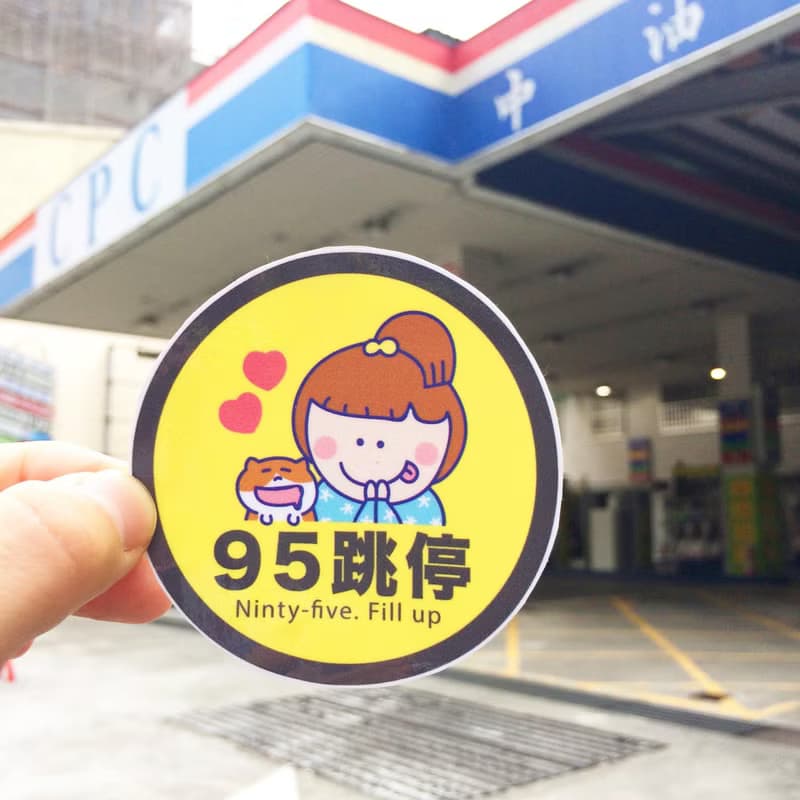 CPC
中油
95跳停
Ninty-five. Fill up